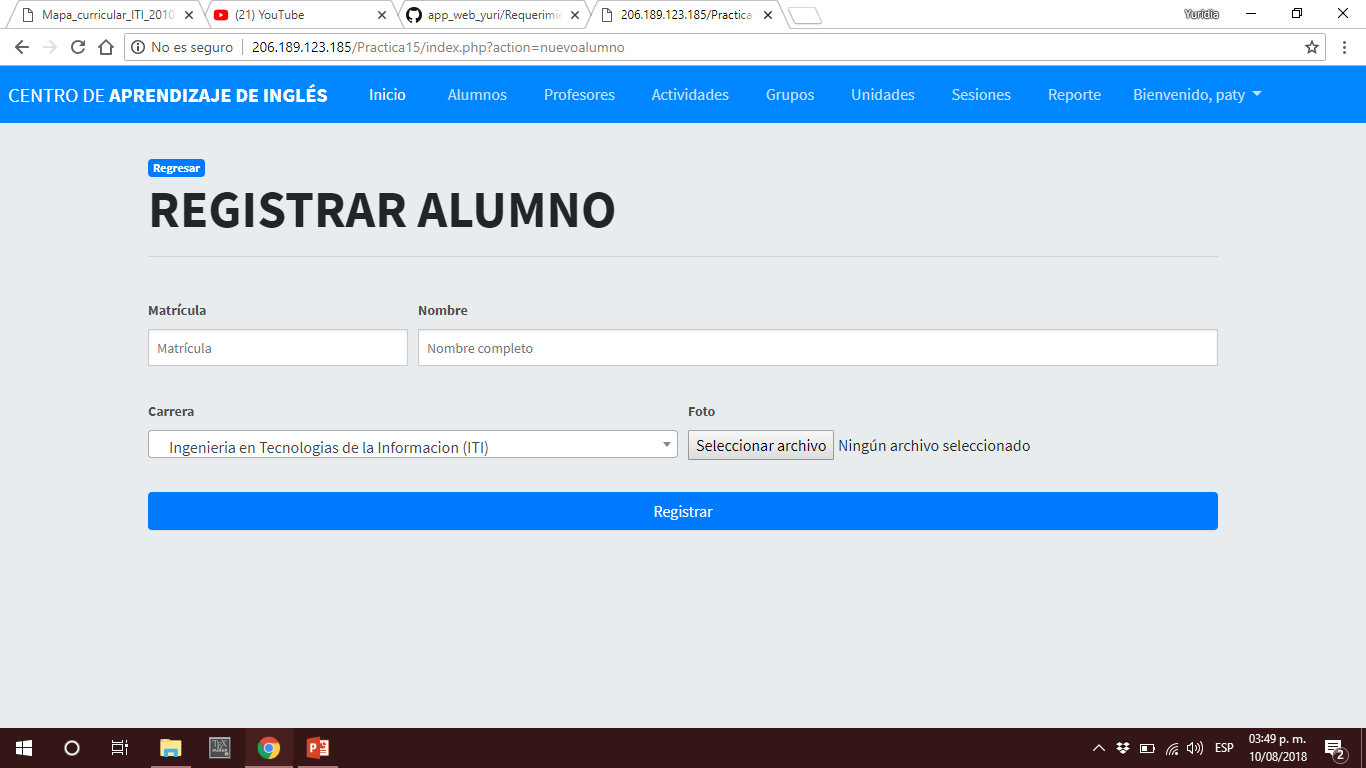 Mapa_curricular_ITI_2010
(21) YouTube
app_web_yuri/Requerimie
206.189.123.185/Practica
Yuridia
No es seguro
206.189.123.185/Practica15/index.php?action=nuevoalumno
CENTRO DE APRENDIZAJE DE INGLÉS
Inicio
Alumnos
Profesores
Actividades
Grupos
Unidades
Sesiones
Reporte
Bienvenido, paty
Regresar
REGISTRAR ALUMNO
Matrícula
Nombre
Matrícula
Nombre completo
Carrera
Foto
Ingenieria en Tecnologias de la Informacion (ITI)
Seleccionar archivo
Ningún archivo seleccionado
Registrar
ESP
03:49 p. m.
10/08/2018
2